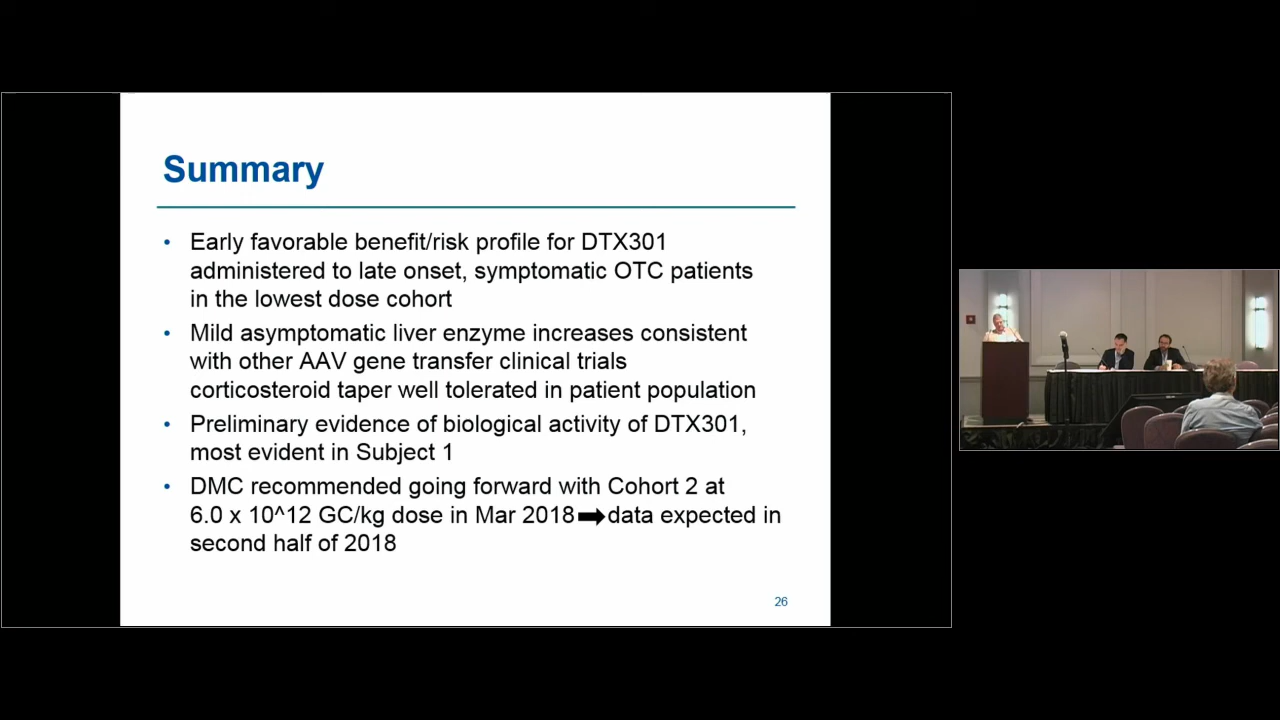 Summary
• Early favorable benefit/risk profile for DTX301
administered to late onset, symptomatic OTC patients
in the lowest dose cohort
• Mild asymptomatic liver enzyme increases consistent
with other AAV gene transfer clinical trials
corticosteroid taper well tolerated in patient population
• Preliminary evidence of biological activity of DTX301,
most evident in Subject 1
• DMC recommended going forward with Cohort 2 at
6.0 x 10^12 GC/kg dose in Mar 2018➡data expected in
second half of 2018
26